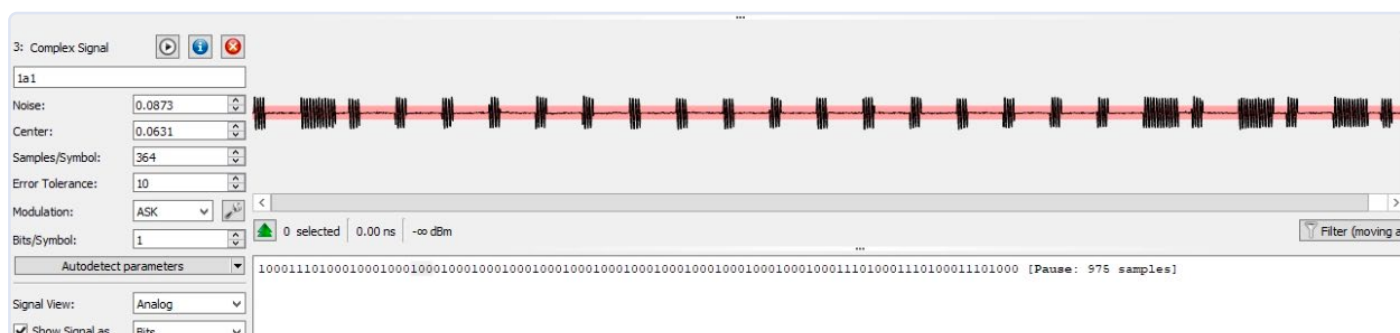 3: Complex Signal
1a1
Noise: 0.0873
Center: 0.0631
Samples/Symbol: 364
Error Tolerance: 10
Modulation: ASK
Bits/Symbol: 1
Autodetect parameters
Signal View: Analog
Show Signal as Bits
0 selected 0.00 ns -∞ dBm
Filter (moving a
1000111010001000100010001000100010001000100010001000100010001000100010001000111010001110100011101000 [Pause: 975 samples]